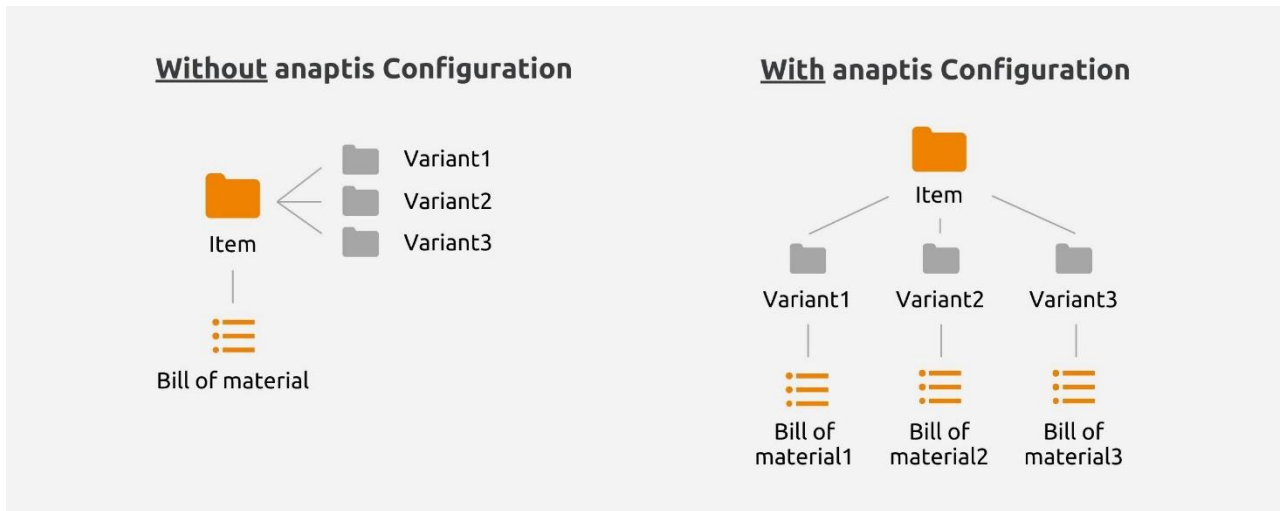 Without anaptis Configuration
Variant1
Variant2
Variant3
Item
Bill of material
With anaptis Configuration
Item
Variant1
Variant2
Variant3
Bill of
material1
Bill of
material2
Bill of
material3